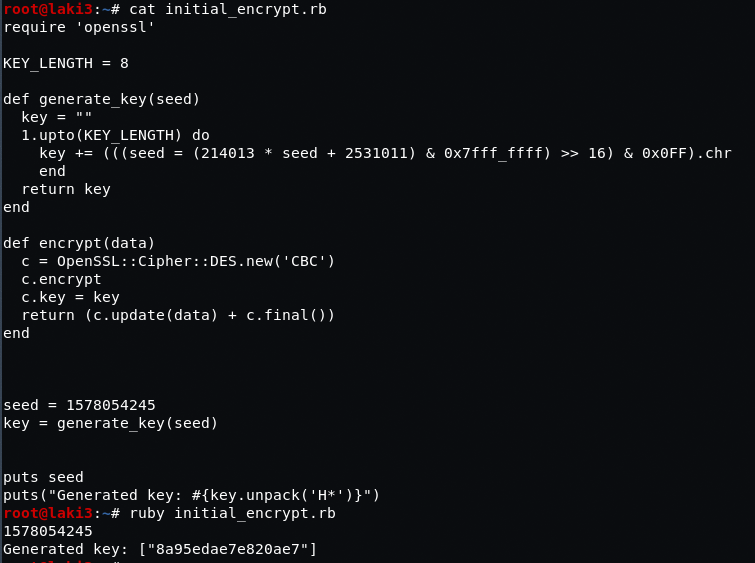 root@laki3:~# cat initial_encrypt.rb
require 'openssl'
KEY_LENGTH = 8
def generate_key(seed)
  key = ""
  1.upto(KEY_LENGTH) do
    key += (((seed = (214013 * seed + 2531011) & 0x7fff_ffff) >> 16) & 0x0FF).chr
    end
  return key
end
def encrypt(data)
  c = OpenSSL::Cipher::DES.new('CBC')
  c.encrypt
  c.key = key
  return (c.update(data) + c.final())
end
seed = 1578054245
key = generate_key(seed)
puts seed
puts("Generated key: #{key.unpack('H*')}")
root@laki3:~# ruby initial_encrypt.rb
1578054245
Generated key: ["8a95edae7e820ae7"]